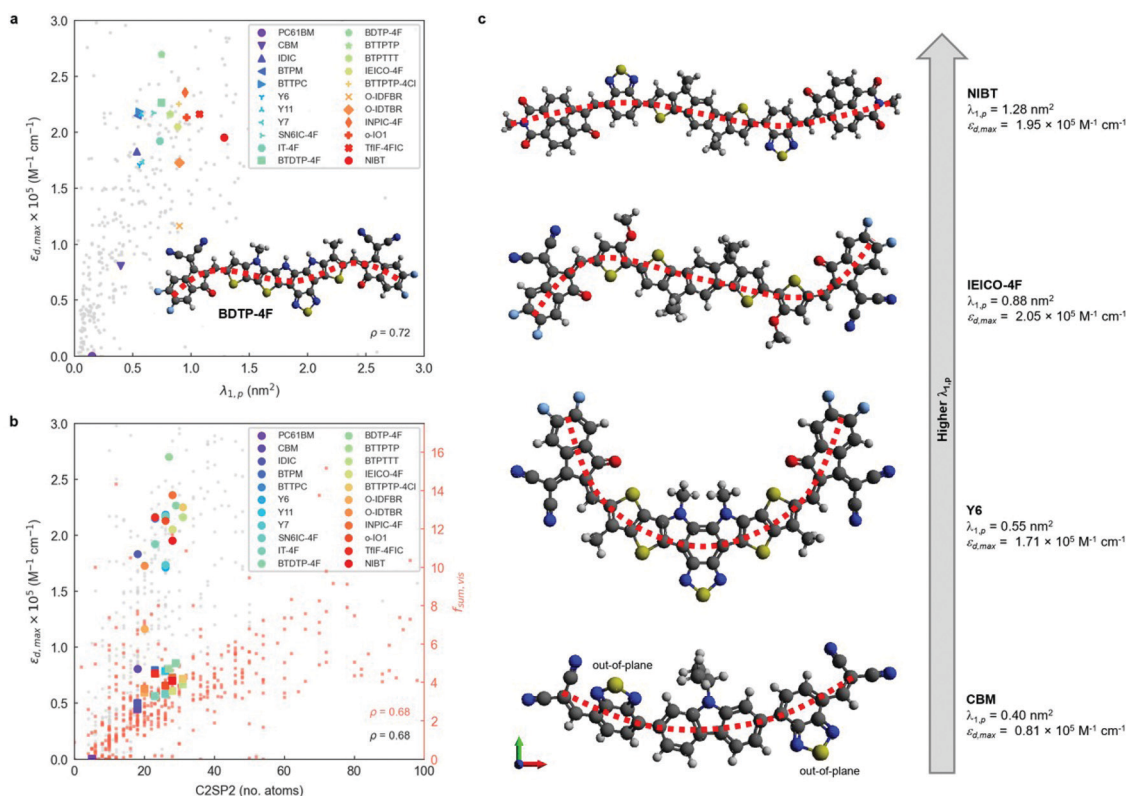 a
3.0
2.5
2.0
1.5
1.0
0.5
0.0
εd,max × 10⁵ (M⁻¹ cm⁻¹)
PC61BM
CBM
IDIC
BTPM
BTTPC
Y6
Y11
Y7
SN6IC-4F
IT-4F
BTDTP-4F
BDTP-4F
BTTPTP
BTPTTT
IEICO-4F
BTTPTP-4Cl
O-IDFBR
O-IDTBR
INPIC-4F
o-IO1
TfIF-4FIC
NIBT
BDTP-4F
ρ = 0.72
0.0 0.5 1.0 1.5 2.0 2.5 3.0
λ1,p (nm²)
b
3.0
2.5
2.0
1.5
1.0
0.5
0.0
εd,max × 10⁵ (M⁻¹ cm⁻¹)
PC61BM
CBM
IDIC
BTPM
BTTPC
Y6
Y11
Y7
SN6IC-4F
IT-4F
BTDTP-4F
BDTP-4F
BTTPTP
BTPTTT
IEICO-4F
BTTPTP-4Cl
O-IDFBR
O-IDTBR
INPIC-4F
o-IO1
TfIF-4FIC
NIBT
16
14
12
10
8
6
4
2
0
fsum,vis
ρ = 0.68
ρ = 0.68
0 20 40 60 80 100
C2SP2 (no. atoms)
c
out-of-plane
out-of-plane
Higher λ1,p
NIBT
λ1,p = 1.28 nm²
εd,max = 1.95 × 10⁵ M⁻¹ cm⁻¹
IEICO-4F
λ1,p = 0.88 nm²
εd,max = 2.05 × 10⁵ M⁻¹ cm⁻¹
Y6
λ1,p = 0.55 nm²
εd,max = 1.71 × 10⁵ M⁻¹ cm⁻¹
CBM
λ1,p = 0.40 nm²
εd,max = 0.81 × 10⁵ M⁻¹ cm⁻¹